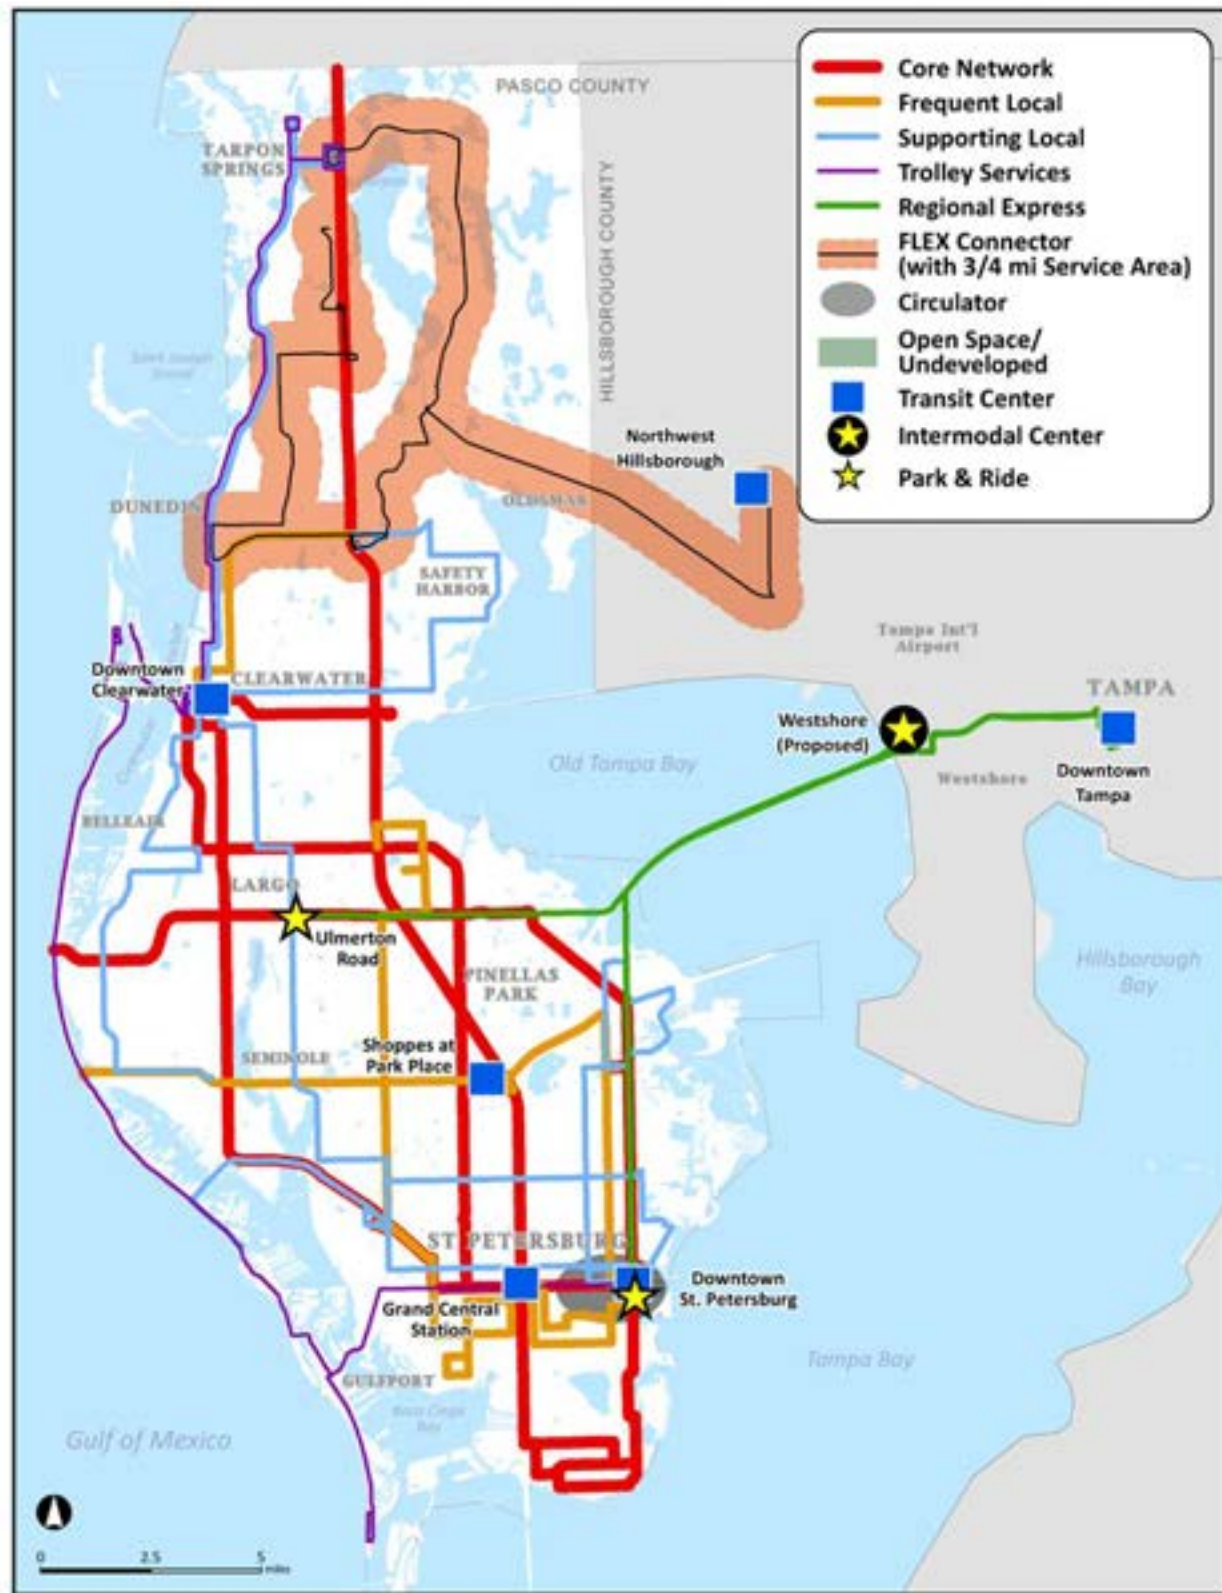 Core Network
Frequent Local
Supporting Local
Trolley Services
Regional Express
FLEX Connector
(with 3/4 mi Service Area)
Circulator
Open Space/
Undeveloped
Transit Center
Intermodal Center
Park & Ride
PASCO COUNTY
HILLSBOROUGH COUNTY
TARPON
SPRINGS
Northwest
Hillsborough
DUNEDIN
OLDSMAR
SAFETY
HARBOR
Tampa Int'l
Airport
Downtown
Clearwater
CLEARWATER
TAMPA
Westshore
(Proposed)
Old Tampa Bay
Westshore
Downtown
Tampa
BELLEAIR
LARGO
Ulmerton
Road
PINELLAS
PARK
Hillsborough
Bay
Shoppes at
Park Place
SEMINOLE
ST PETERSBURG
Downtown
St. Petersburg
Grand Central
Station
GULFPORT
Boca Ciega
Bay
Tampa Bay
Gulf of Mexico
0 2.5 5
miles